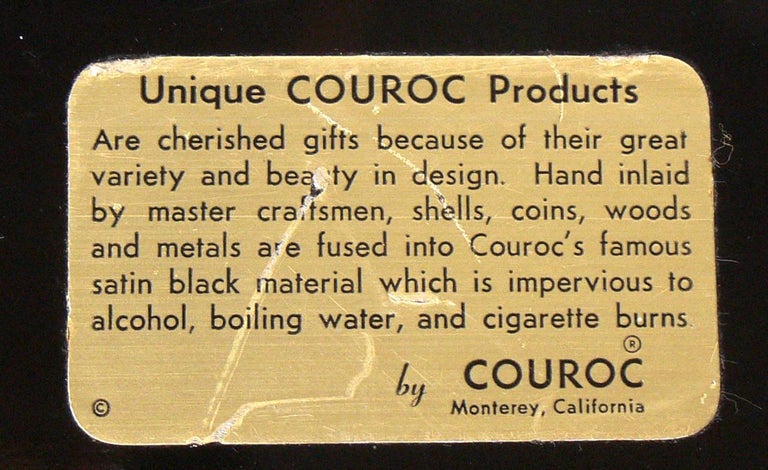 Unique COUROC Products
Are cherished gifts because of their great
variety and beauty in design. Hand inlaid
by master craftsmen, shells, coins, woods
and metals are fused into Couroc's famous
satin black material which is impervious to
alcohol, boiling water, and cigarette burns.
by COUROC®
© Monterey, California